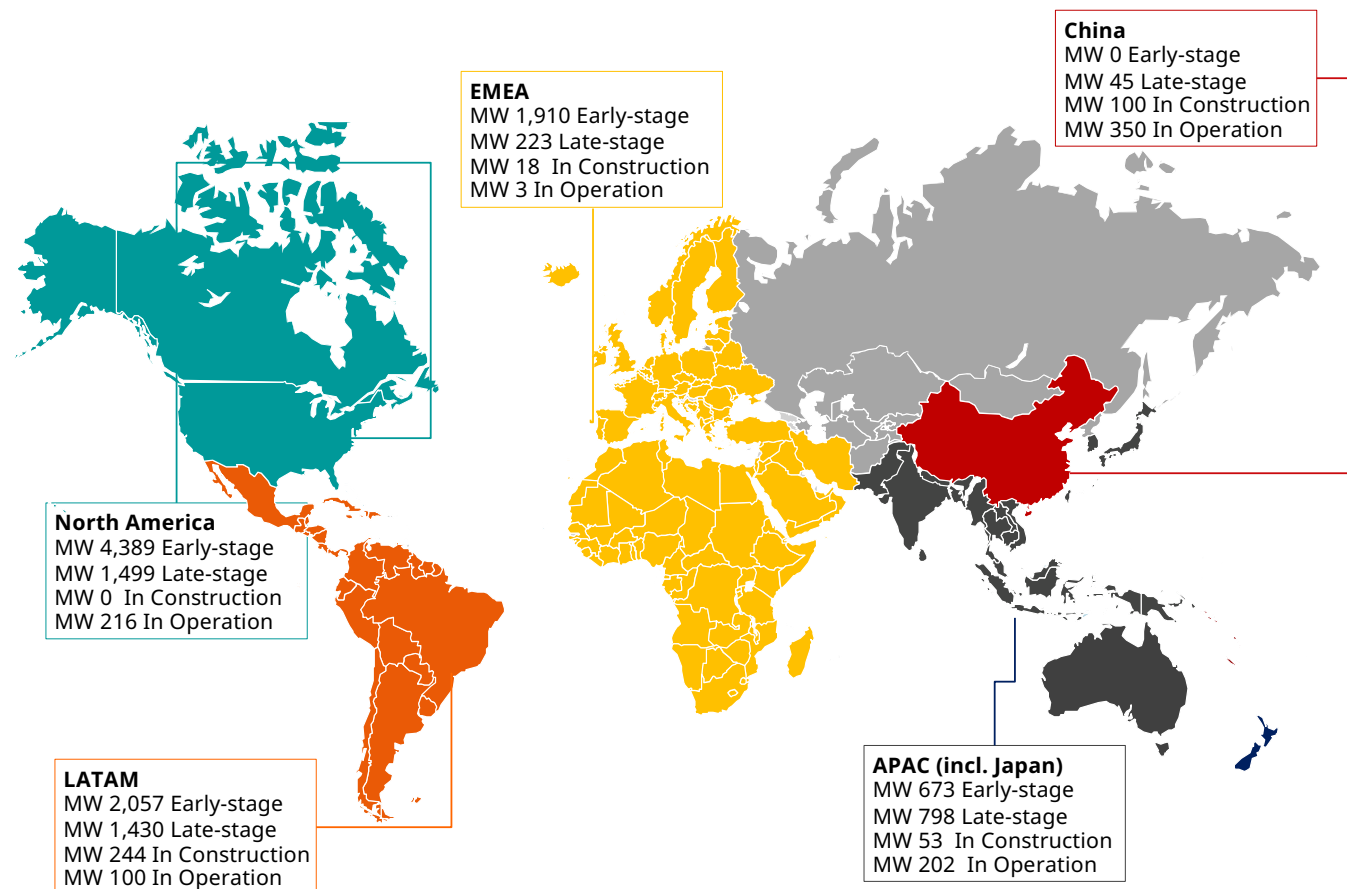 China
MW 0 Early-stage
MW 45 Late-stage
MW 100 In Construction
MW 350 In Operation
EMEA
MW 1,910 Early-stage
MW 223 Late-stage
MW 18 In Construction
MW 3 In Operation
North America
MW 4,389 Early-stage
MW 1,499 Late-stage
MW 0 In Construction
MW 216 In Operation
LATAM
MW 2,057 Early-stage
MW 1,430 Late-stage
MW 244 In Construction
MW 100 In Operation
APAC (incl. Japan)
MW 673 Early-stage
MW 798 Late-stage
MW 53 In Construction
MW 202 In Operation